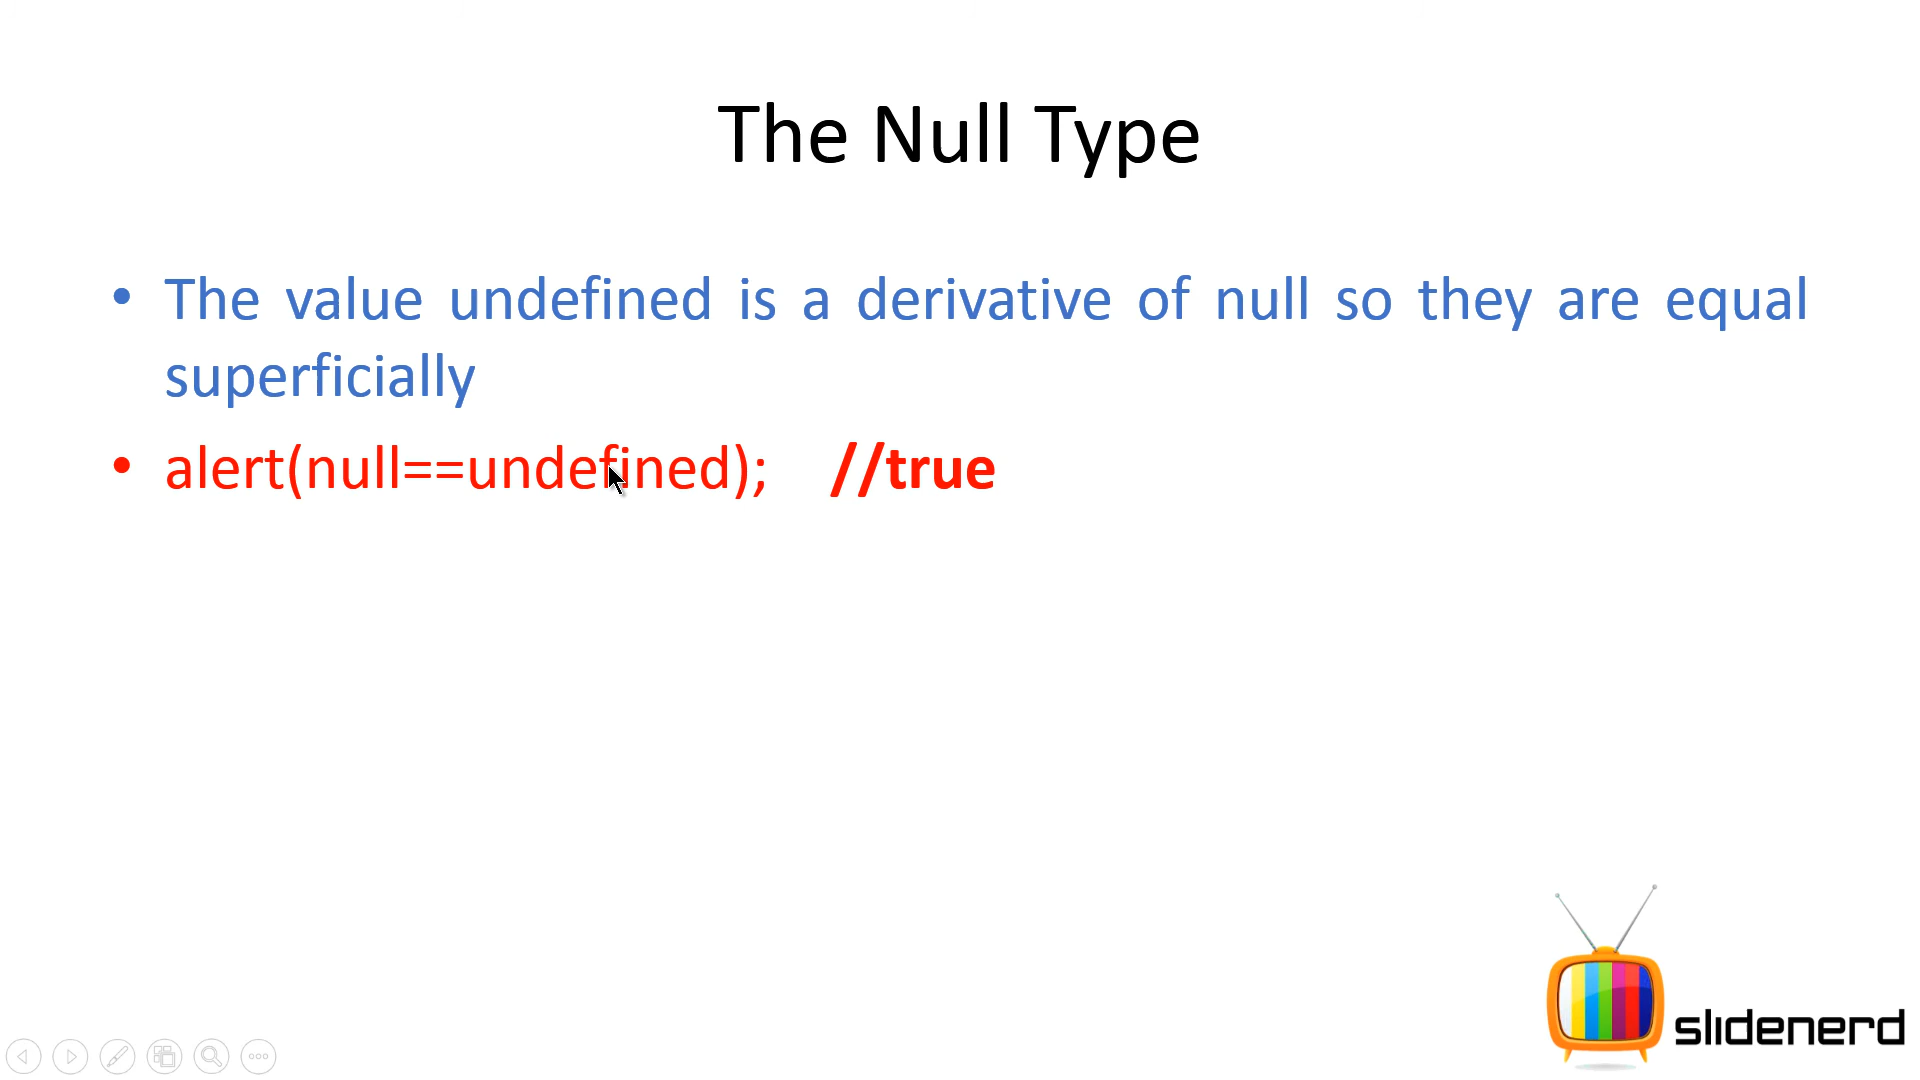 The Null Type
• The value undefined is a derivative of null so they are equal
superficially
• alert(null==undefined); //true
slidenerd